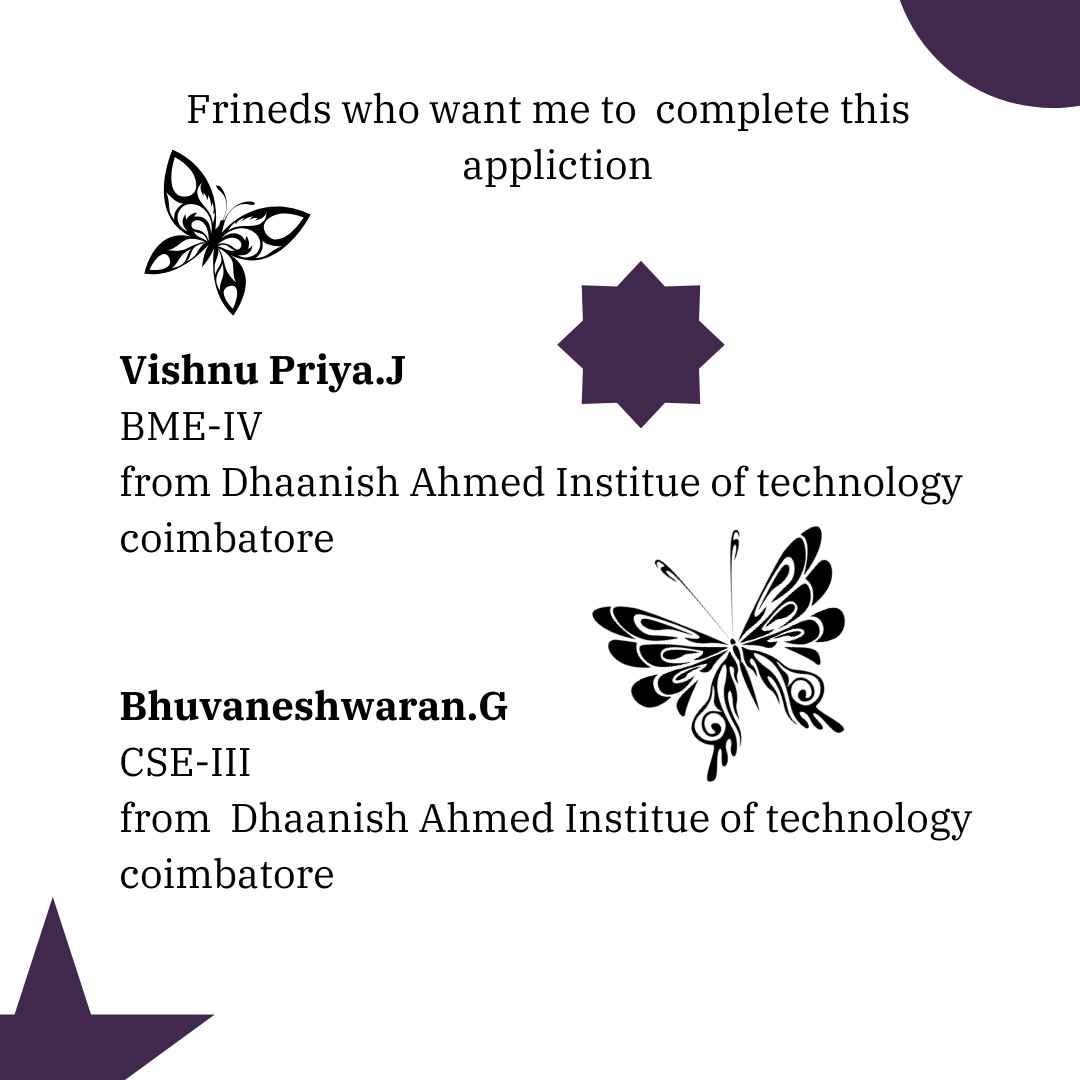 Frineds who want me to  complete this
appliction
Vishnu Priya.J
BME-IV
from Dhaanish Ahmed Institue of technology
coimbatore
Bhuvaneshwaran.G
CSE-III
from  Dhaanish Ahmed Institue of technology
coimbatore